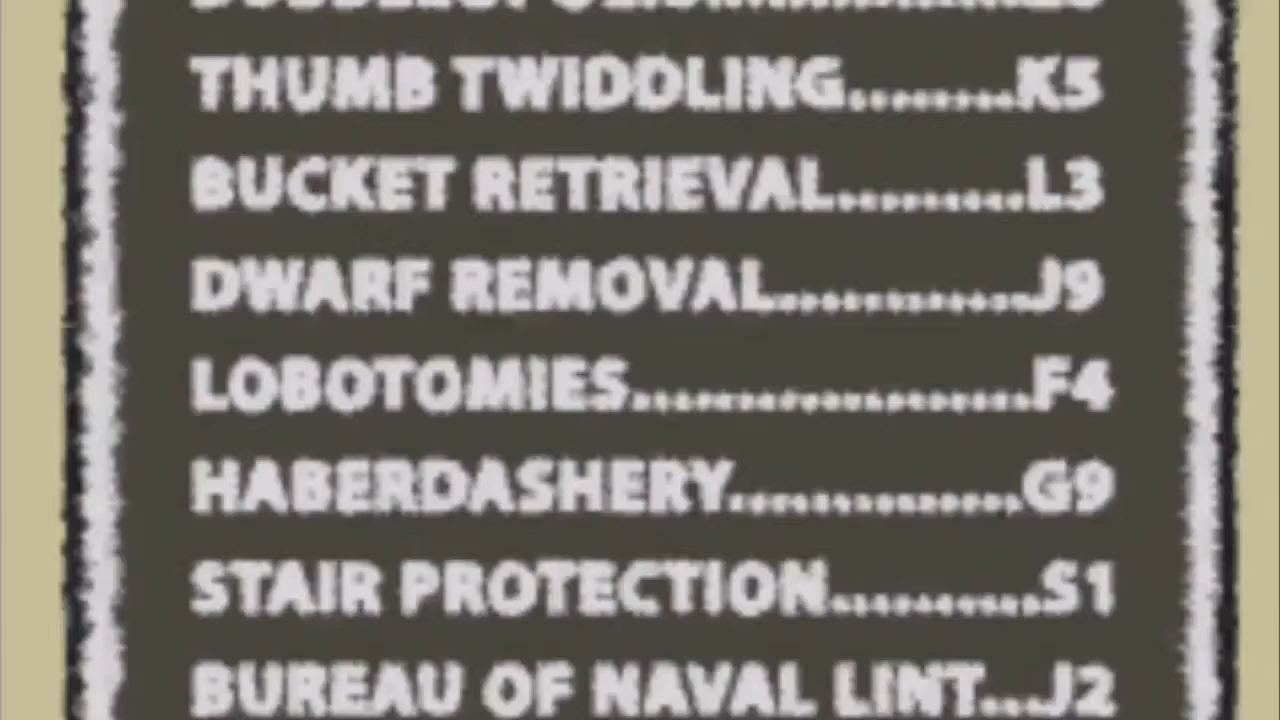 THUMB TWIDDLING.........K5
BUCKET RETRIEVAL..........L3
DWARF REMOVAL..............J9
LOBOTOMIES.....................F4
HABERDASHERY................G9
STAIR PROTECTION...........S1
BUREAU OF NAVAL LINT...J2